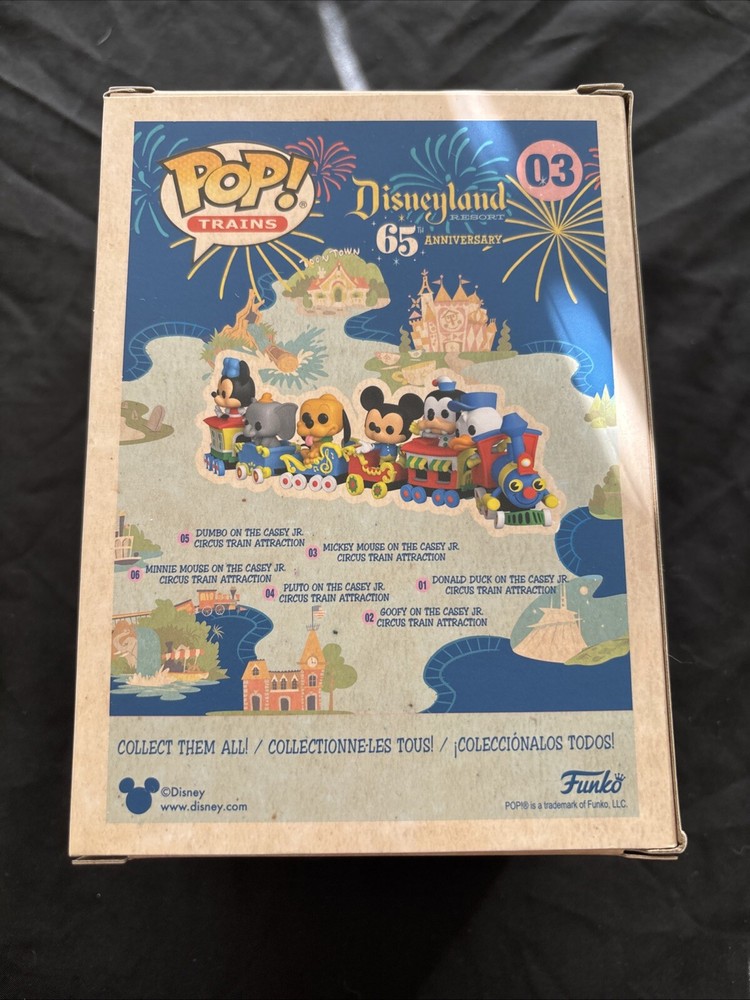 POP!®
TRAINS
Disneyland
RESORT
65TH ANNIVERSARY
03
TOON TOWN
05 DUMBO ON THE CASEY JR.
CIRCUS TRAIN ATTRACTION
03 MICKEY MOUSE ON THE CASEY JR.
CIRCUS TRAIN ATTRACTION
06 MINNIE MOUSE ON THE CASEY JR.
CIRCUS TRAIN ATTRACTION
04 PLUTO ON THE CASEY JR.
CIRCUS TRAIN ATTRACTION
01 DONALD DUCK ON THE CASEY JR.
CIRCUS TRAIN ATTRACTION
02 GOOFY ON THE CASEY JR.
CIRCUS TRAIN ATTRACTION
COLLECT THEM ALL! / COLLECTIONNE-LES TOUS! / ¡COLECCIÓNALOS TODOS!
©Disney
www.disney.com
Funko
POP!® is a trademark of Funko, LLC.